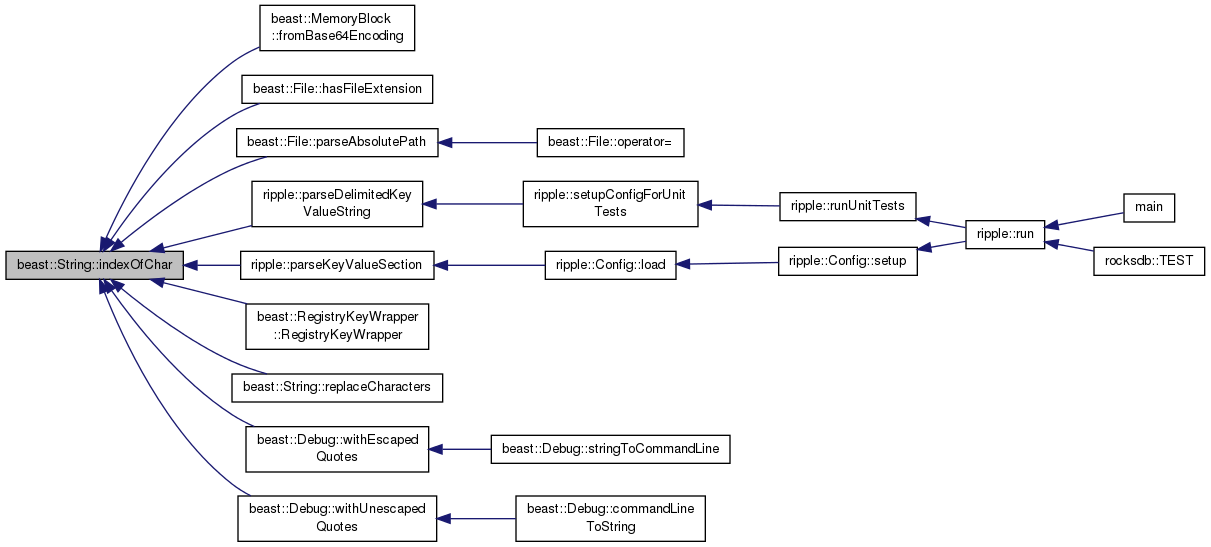 beast::MemoryBlock
::fromBase64Encoding
beast::File::hasFileExtension
beast::File::parseAbsolutePath
beast::File::operator=
ripple::parseDelimitedKey
ValueString
ripple::setupConfigForUnit
Tests
ripple::runUnitTests
main
ripple::run
beast::String::indexOfChar
ripple::parseKeyValueSection
ripple::Config::load
ripple::Config::setup
rocksdb::TEST
beast::RegistryKeyWrapper
::RegistryKeyWrapper
beast::String::replaceCharacters
beast::Debug::withEscaped
Quotes
beast::Debug::stringToCommandLine
beast::Debug::withUnescaped
Quotes
beast::Debug::commandLine
ToString